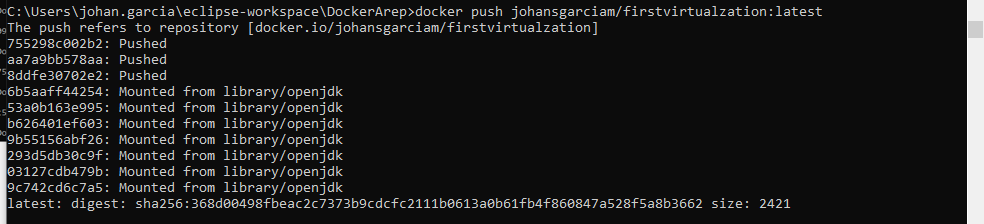 C:\Users\johan.garcia\eclipse-workspace\DockerArep>docker push johansgarciam/firstvirtualzation:latest
The push refers to repository [docker.io/johansgarciam/firstvirtualzation]
755298c002b2: Pushed
aa7a9bb578aa: Pushed
8ddfe30702e2: Pushed
6b5aaff44254: Mounted from library/openjdk
53a0b163e995: Mounted from library/openjdk
b626401ef603: Mounted from library/openjdk
9b55156abf26: Mounted from library/openjdk
293d5db30c9f: Mounted from library/openjdk
03127cdb479b: Mounted from library/openjdk
9c742cd6c7a5: Mounted from library/openjdk
latest: digest: sha256:368d00498fbeac2c7373b9cdcfc2111b0613a0b61fb4f860847a528f5a8b3662 size: 2421